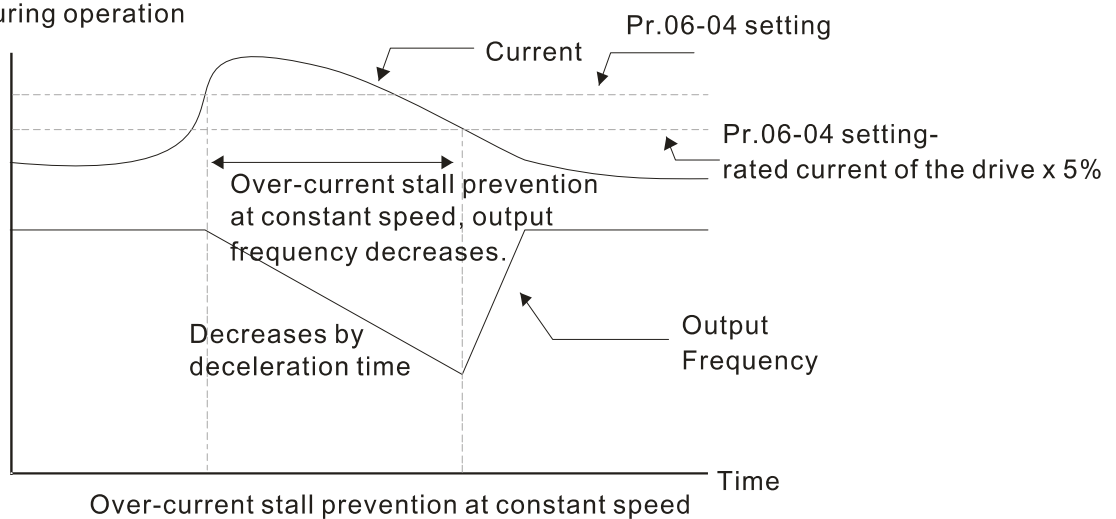 operation
Pr.06-04 setting
Current
Pr.06-04 setting-
rated current of the drive x 5%
Over-current stall prevention
at constant speed, output
frequency decreases.
Decreases by
deceleration time
Output
Frequency
Time
Over-current stall prevention at constant speed